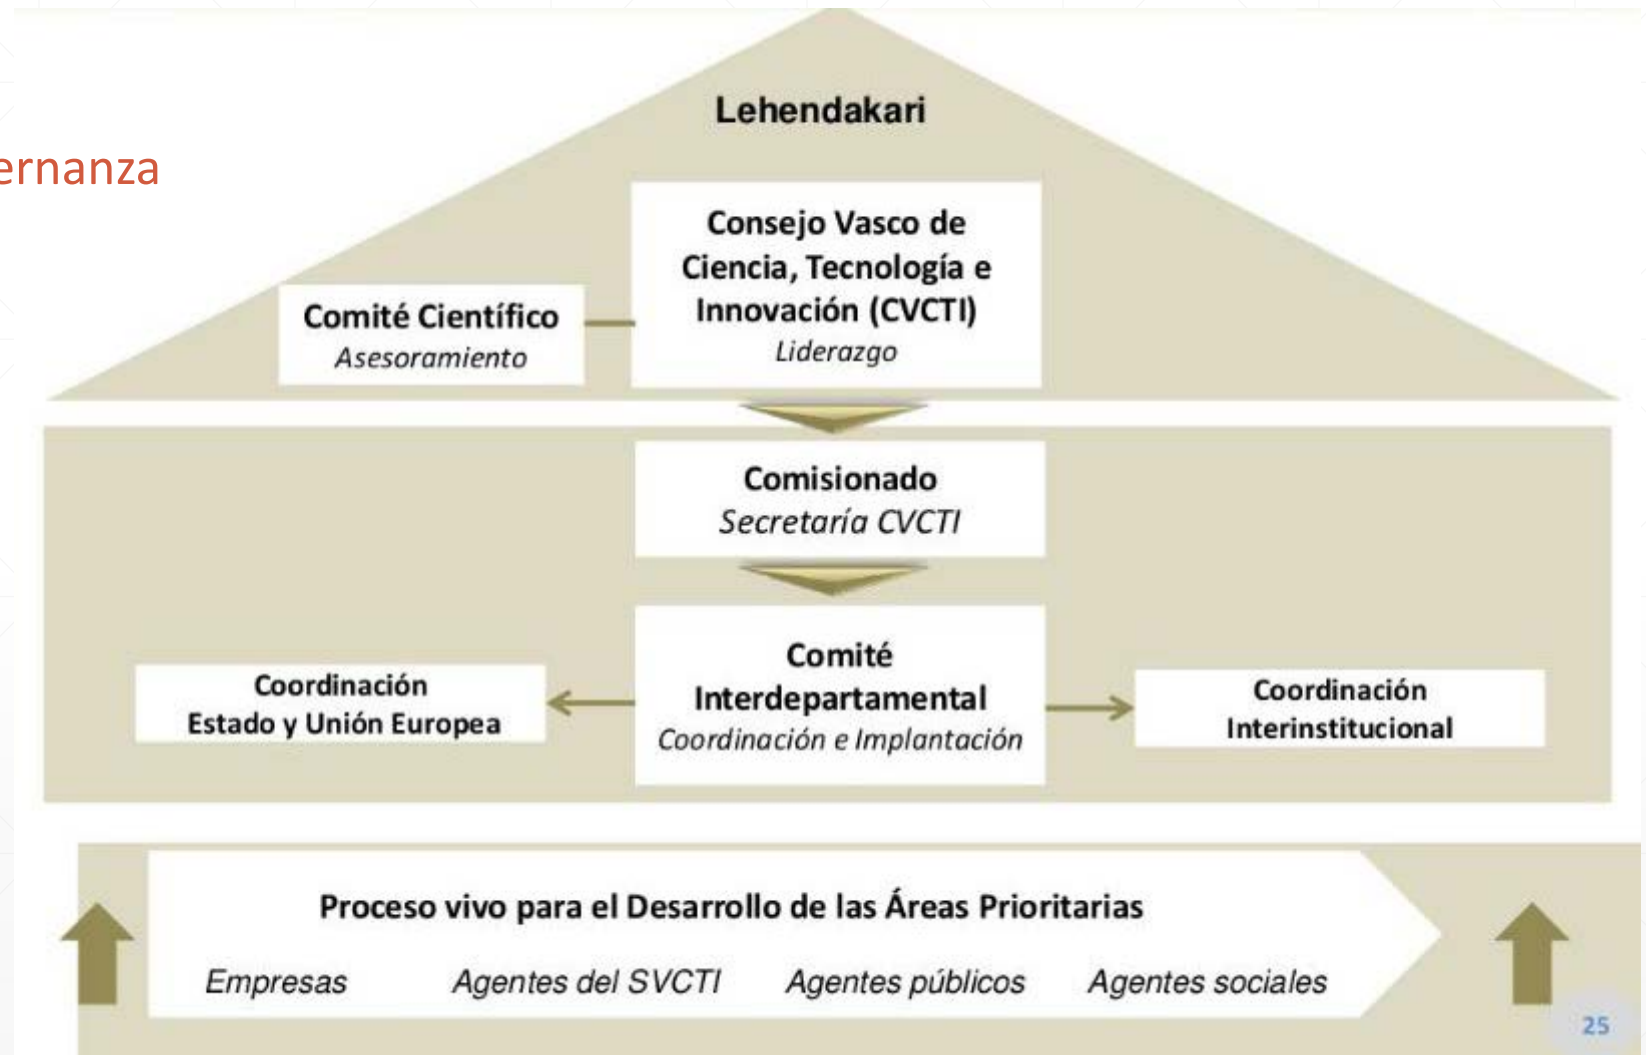 Lehendakari
ernanza
Consejo Vasco de
Ciencia, Tecnología e
Innovación (CVCTI)
Liderazgo
Comité Científico
Asesoramiento
Comisionado
Secretaría CVCTI
Comité
Interdepartamental
Coordinación e Implantación
Coordinación
Estado y Unión Europea
Coordinación
Interinstitucional
Proceso vivo para el Desarrollo de las Áreas Prioritarias
Empresas Agentes del SVCTI Agentes públicos Agentes sociales
25